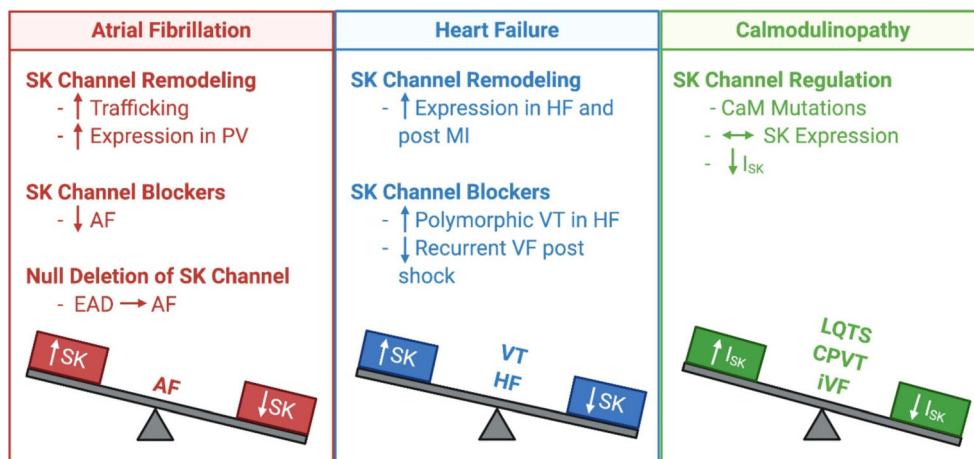 Atrial Fibrillation
SK Channel Remodeling
- ↑ Trafficking
- ↑ Expression in PV
SK Channel Blockers
- ↓ AF
Null Deletion of SK Channel
- EAD → AF
↑SK
AF
↓SK
Heart Failure
SK Channel Remodeling
- ↑ Expression in HF and
post MI
SK Channel Blockers
- ↑ Polymorphic VT in HF
- ↓ Recurrent VF post
shock
↑SK
VT
HF
↓SK
Calmodulinopathy
SK Channel Regulation
- CaM Mutations
- ↔ SK Expression
- ↓ ISK
↑ ISK
LQTS
CPVT
iVF
↓ ISK